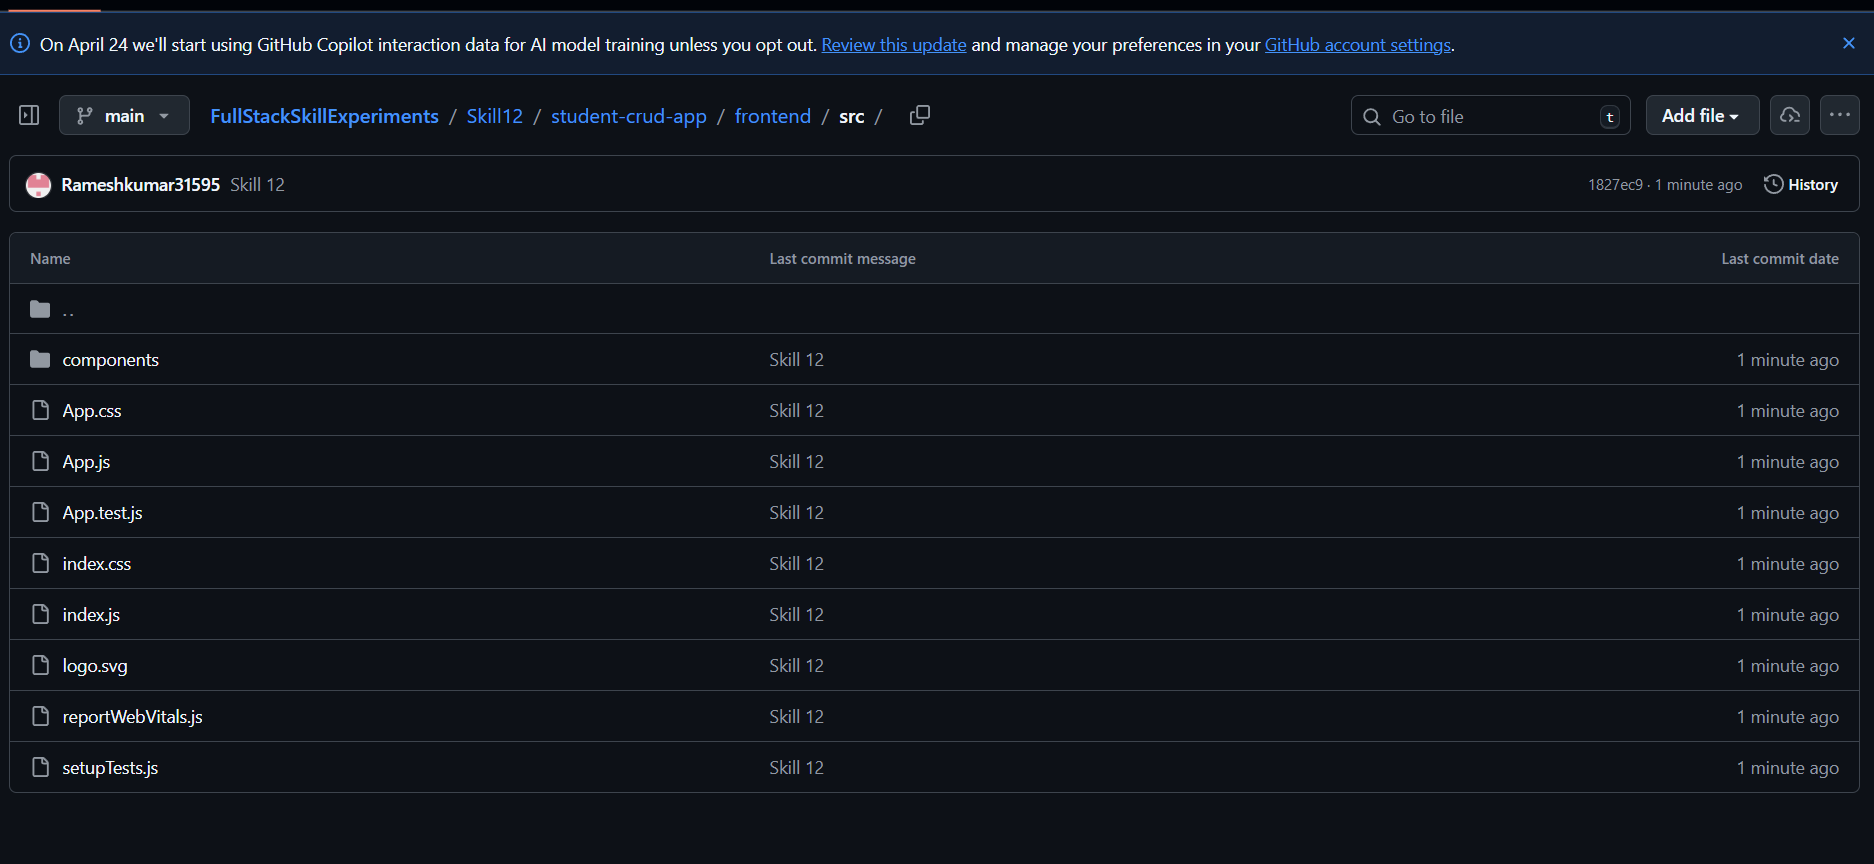 On April 24 we'll start using GitHub Copilot interaction data for AI model training unless you opt out. Review this update and manage your preferences in your GitHub account settings.
main FullStackSkillExperiments / Skill12 / student-crud-app / frontend / src / Go to file t Add file
Rameshkumar31595 Skill 12 1827ec9 · 1 minute ago History
Name Last commit message Last commit date
..
components Skill 12 1 minute ago
App.css Skill 12 1 minute ago
App.js Skill 12 1 minute ago
App.test.js Skill 12 1 minute ago
index.css Skill 12 1 minute ago
index.js Skill 12 1 minute ago
logo.svg Skill 12 1 minute ago
reportWebVitals.js Skill 12 1 minute ago
setupTests.js Skill 12 1 minute ago